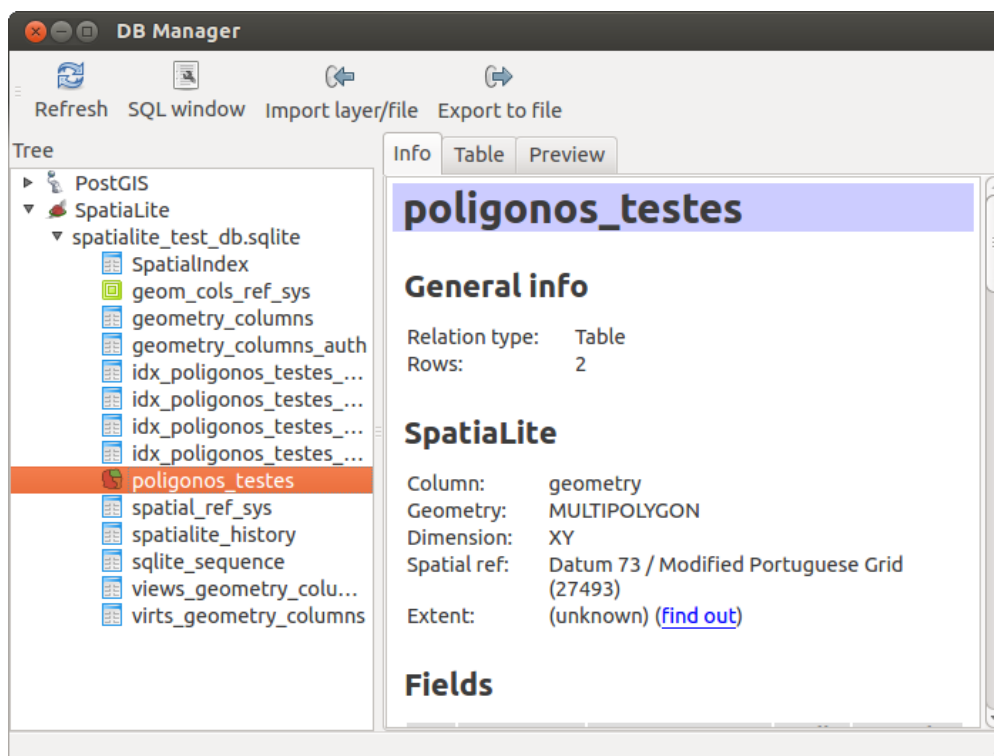 DB Manager
Refresh
SQL window
Import layer/file
Export to file
Tree
PostGIS
SpatiaLite
spatialite_test_db.sqlite
SpatialIndex
geom_cols_ref_sys
geometry_columns
geometry_columns_auth
idx_poligonos_testes_...
idx_poligonos_testes_...
idx_poligonos_testes_...
idx_poligonos_testes_...
poligonos_testes
spatial_ref_sys
spatialite_history
sqlite_sequence
views_geometry_colu...
virts_geometry_columns
Info Table Preview
poligonos_testes
General info
Relation type: Table
Rows: 2
SpatiaLite
Column: geometry
Geometry: MULTIPOLYGON
Dimension: XY
Spatial ref: Datum 73 / Modified Portuguese Grid
(27493)
Extent: (unknown) (find out)
Fields